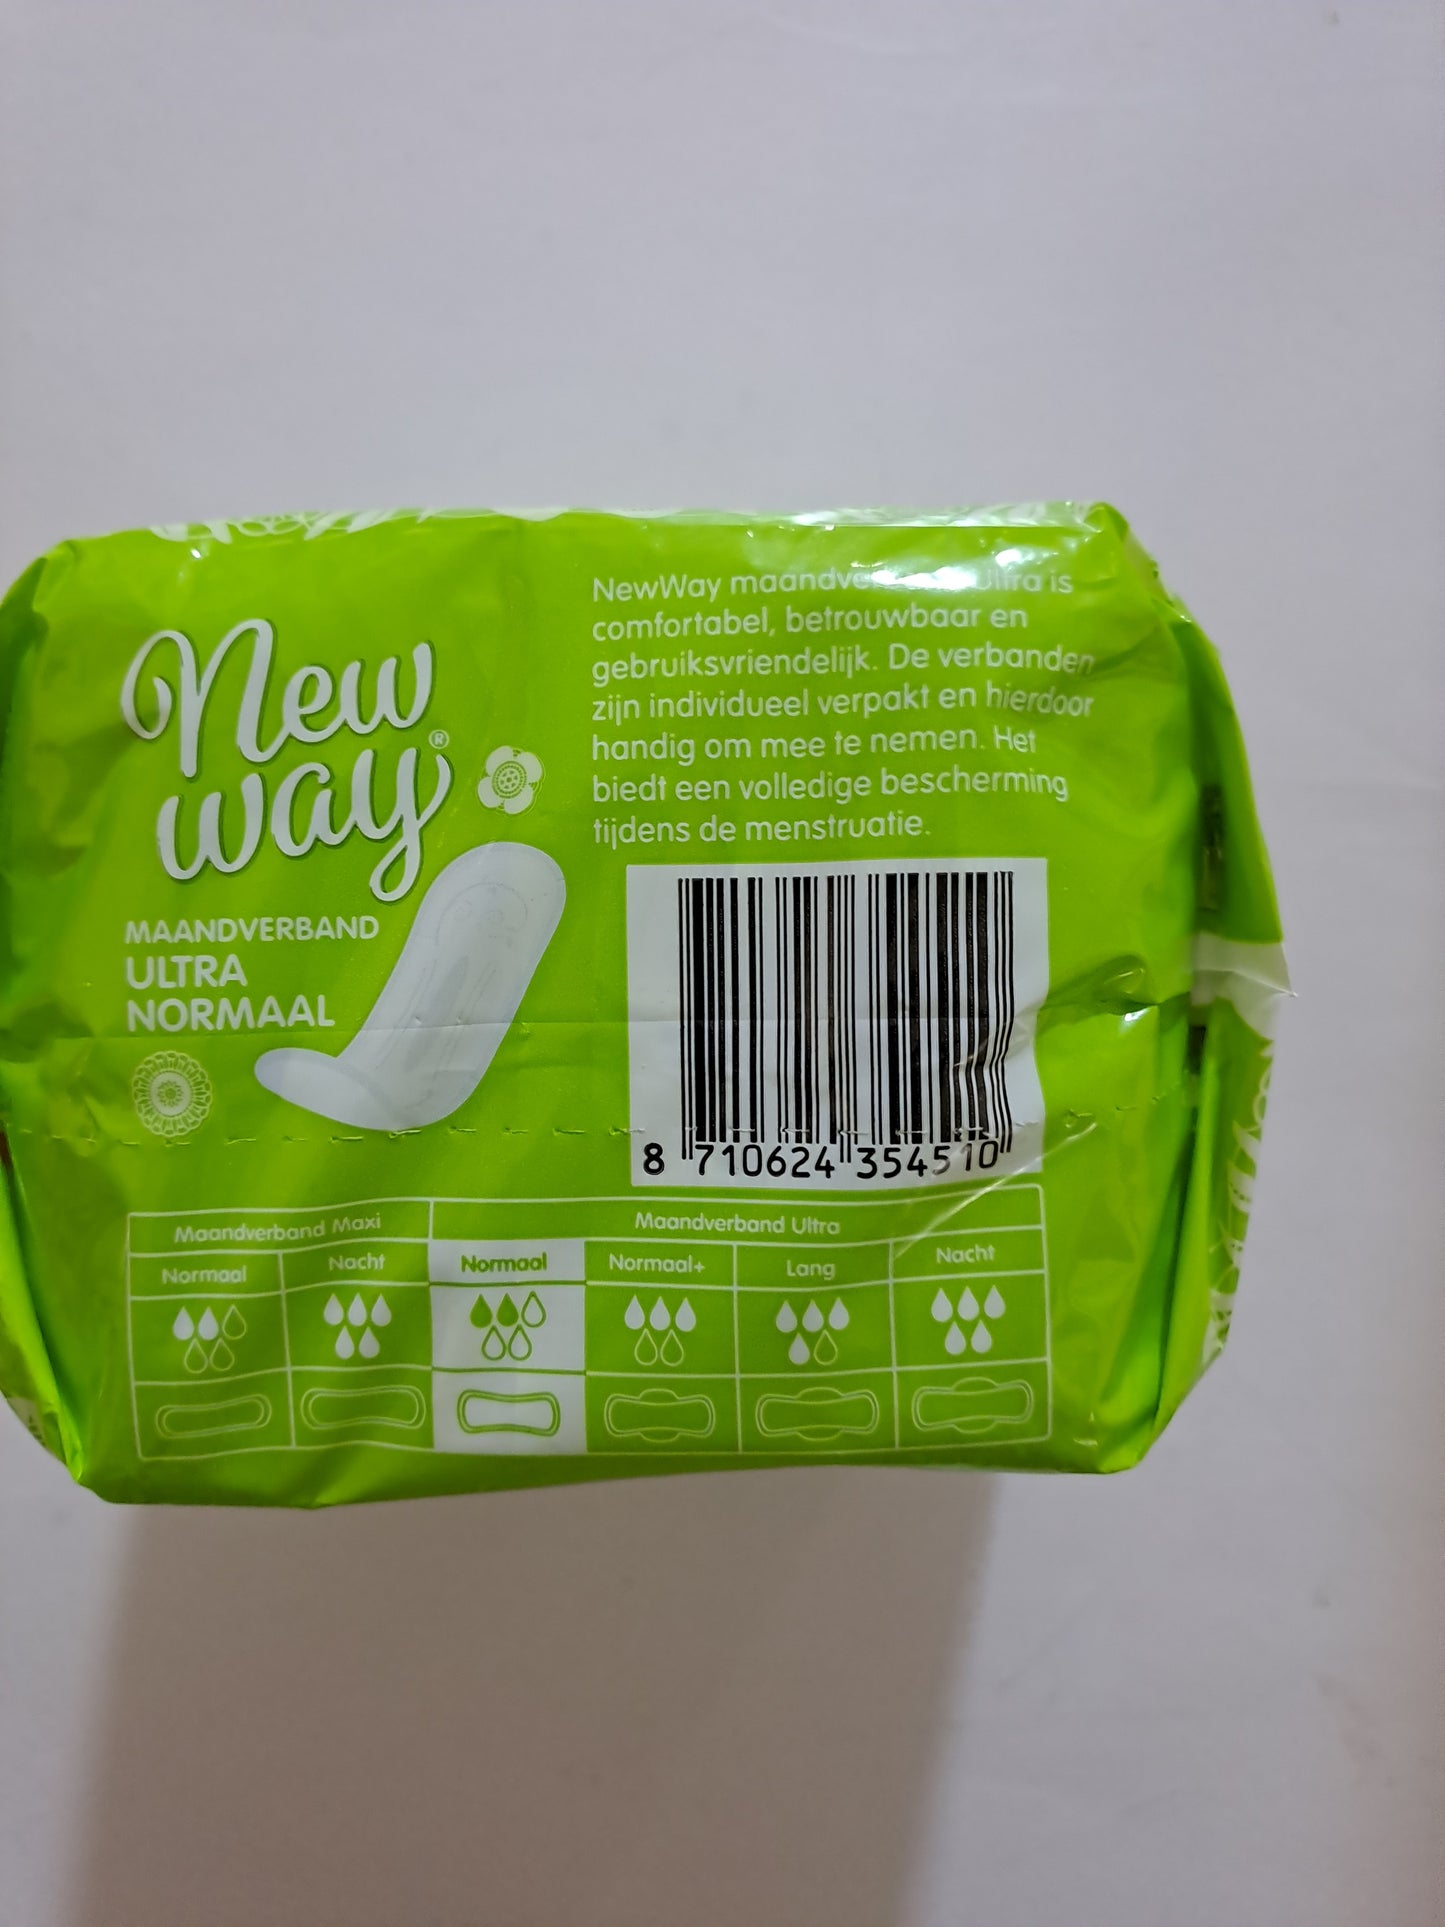 New
way®
MAANDVERBAND
ULTRA
NORMAAL
NewWay Ultra is
comfortabel, betrouwbaar en
gebruiksvriendelijk. De verbanden
zijn individueel verpakt en hierdoor
handig om mee te nemen. Het
biedt een volledige bescherming
tijdens de menstruatie.
8 710624 354510
Maandverband Maxi Maandverband Ultra
Normaal Nacht Normaal Normaal+ Lang Nacht